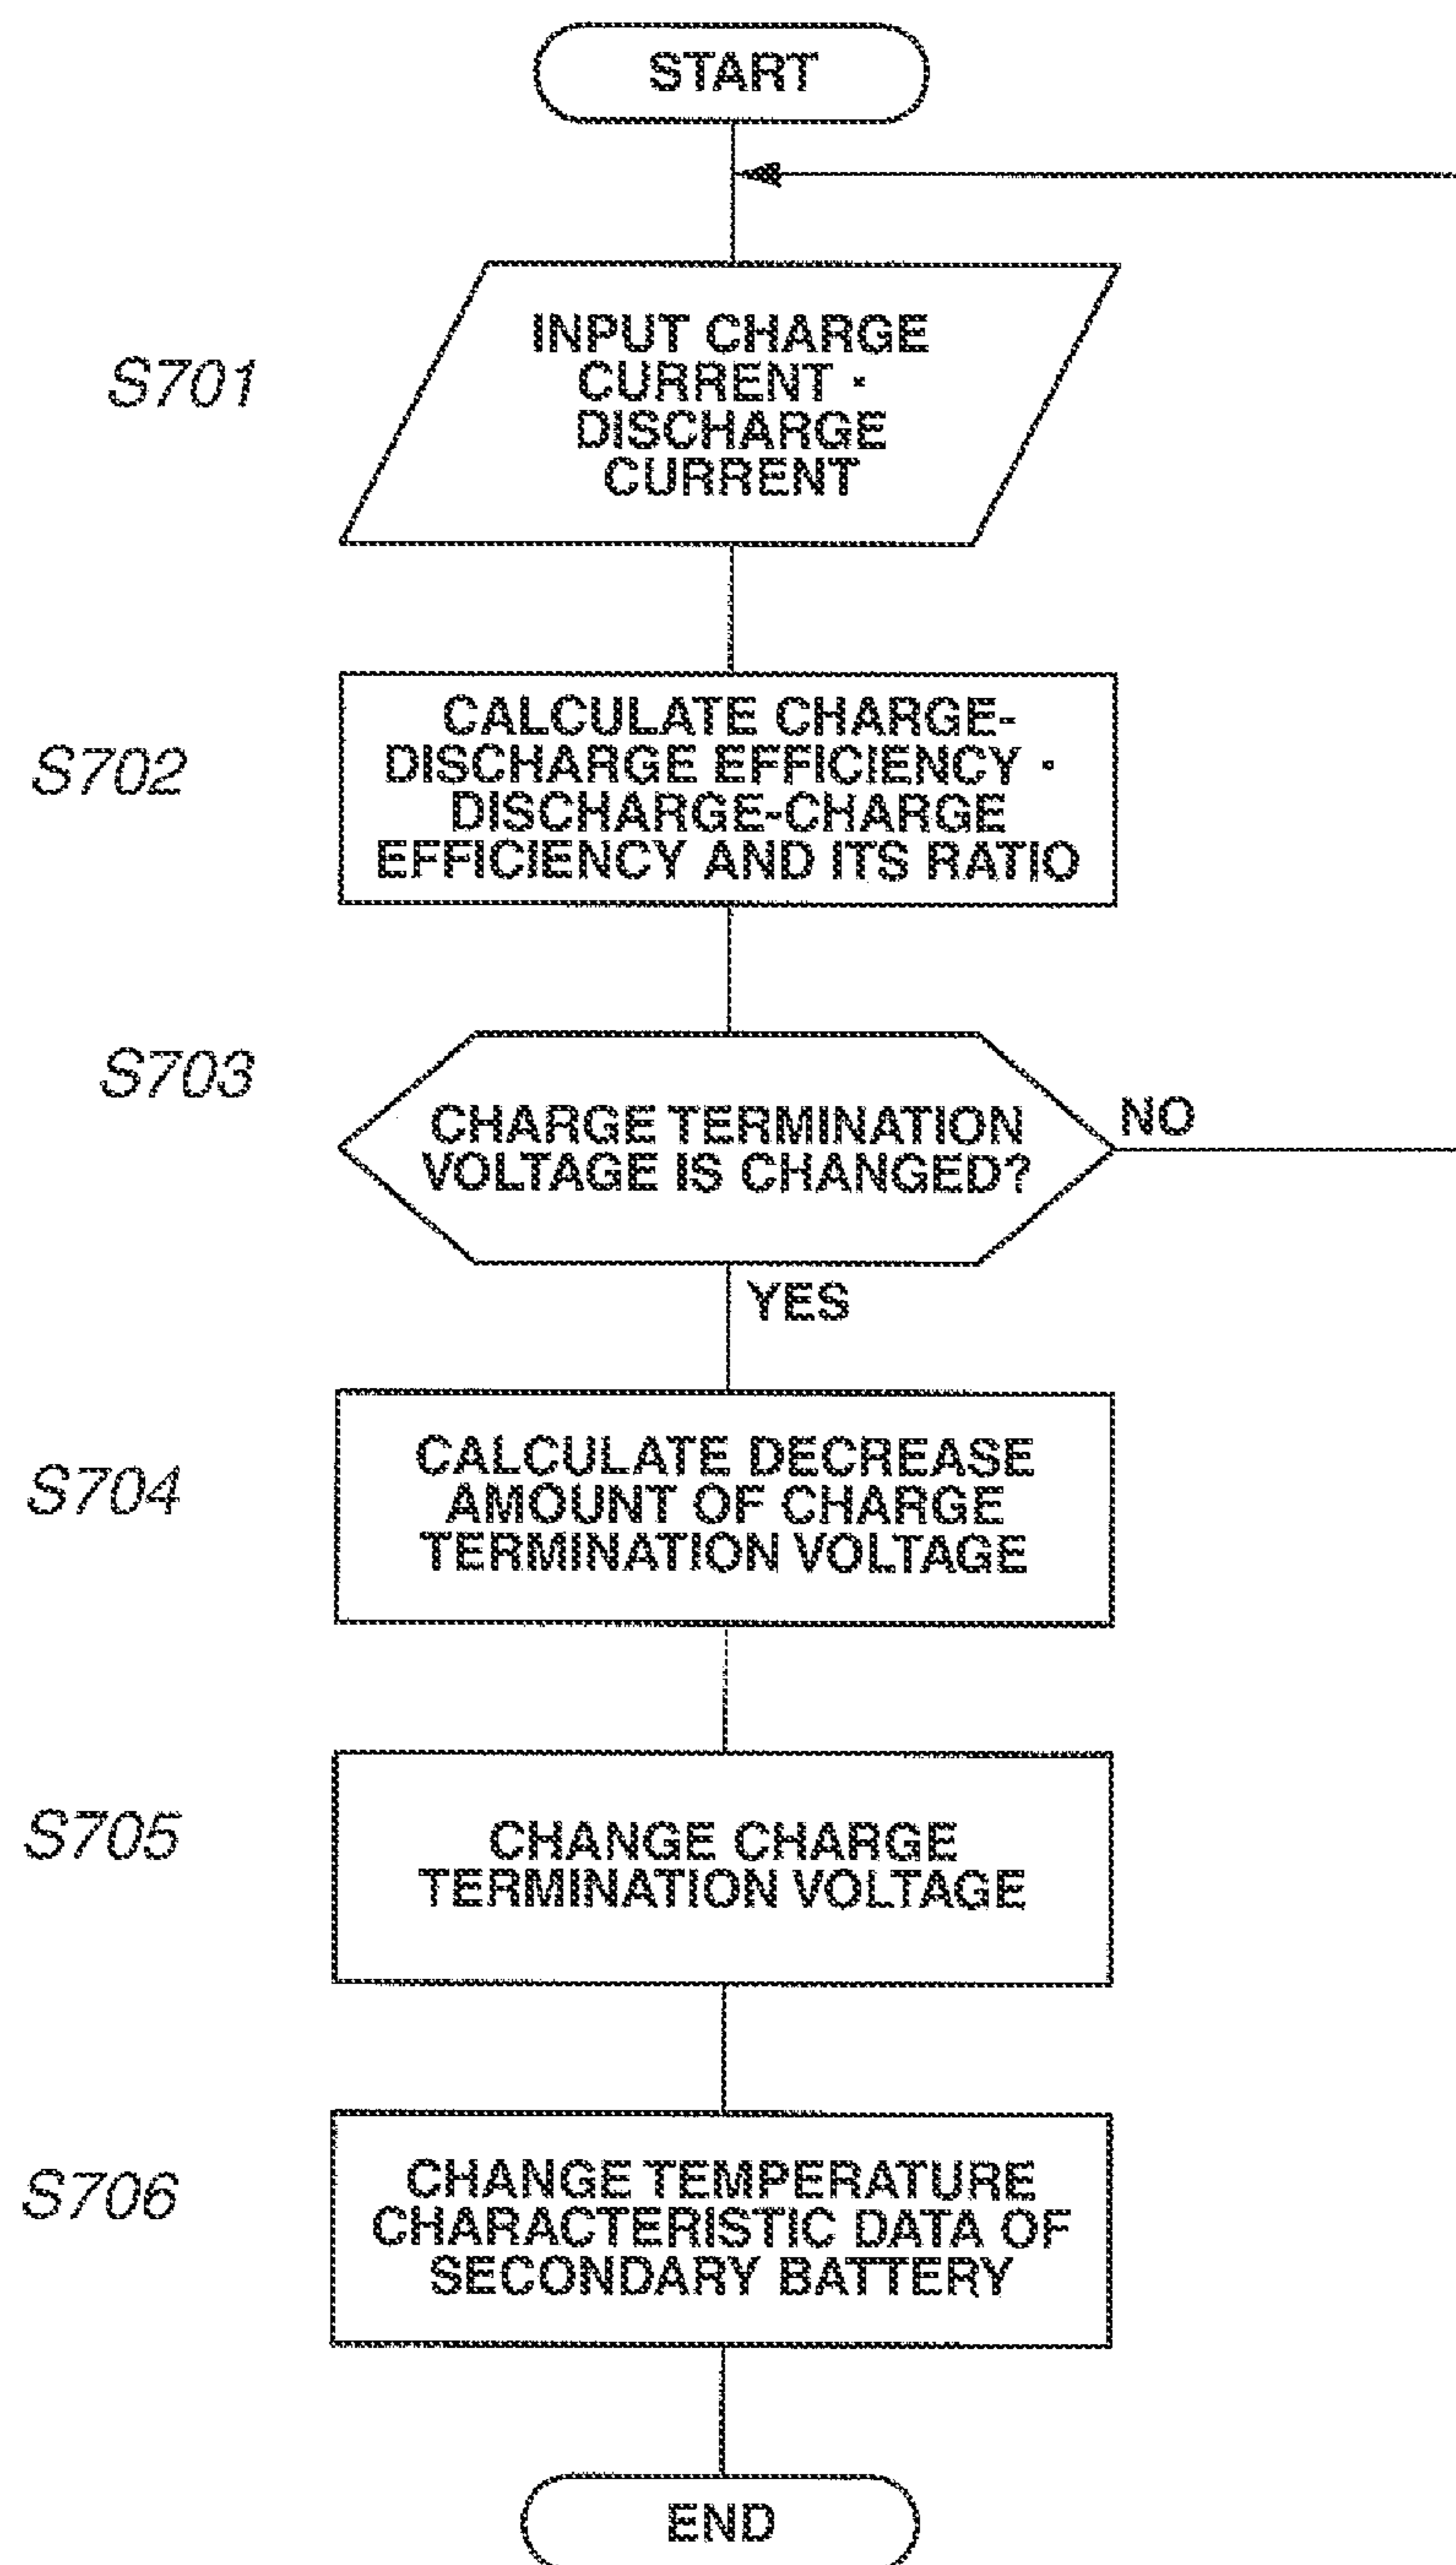 START
S701
INPUT CHARGE
CURRENT ·
DISCHARGE
CURRENT
S702
CALCULATE CHARGE-
DISCHARGE EFFICIENCY ·
DISCHARGE-CHARGE
EFFICIENCY AND ITS RATIO
S703
CHARGE TERMINATION
VOLTAGE IS CHANGED?
NO
YES
S704
CALCULATE DECREASE
AMOUNT OF CHARGE
TERMINATION VOLTAGE
S705
CHANGE CHARGE
TERMINATION VOLTAGE
S706
CHANGE TEMPERATURE
CHARACTERISTIC DATA OF
SECONDARY BATTERY
END